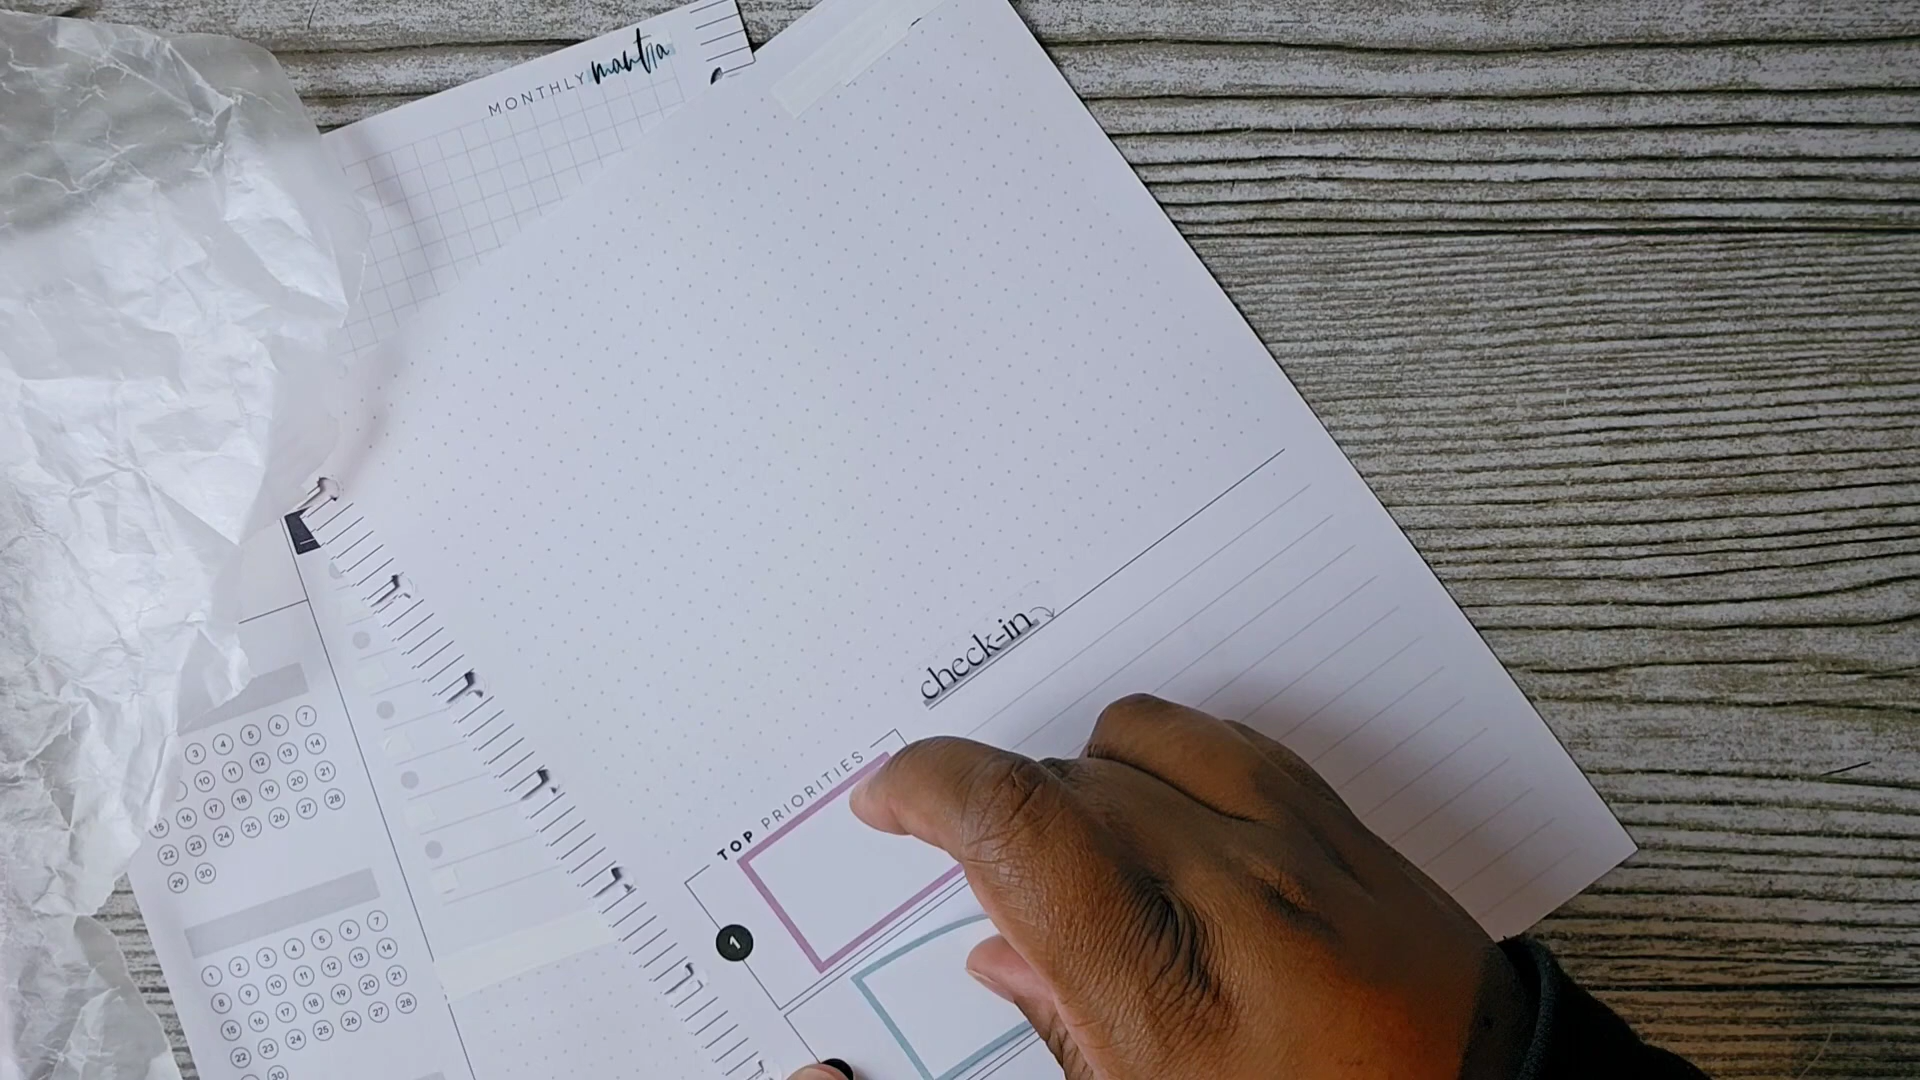 MONTHLY mantra
check-in
TOP PRIORITIES
1
3 4 5 6 7
10 11 12 13 14
15 16 17 18 19 20 21
22 23 24 25 26 27 28
29 30
1 2 3 4 5 6 7
8 9 10 11 12 13 14
15 16 17 18 19 20 21
22 23 24 25 26 27 28
30